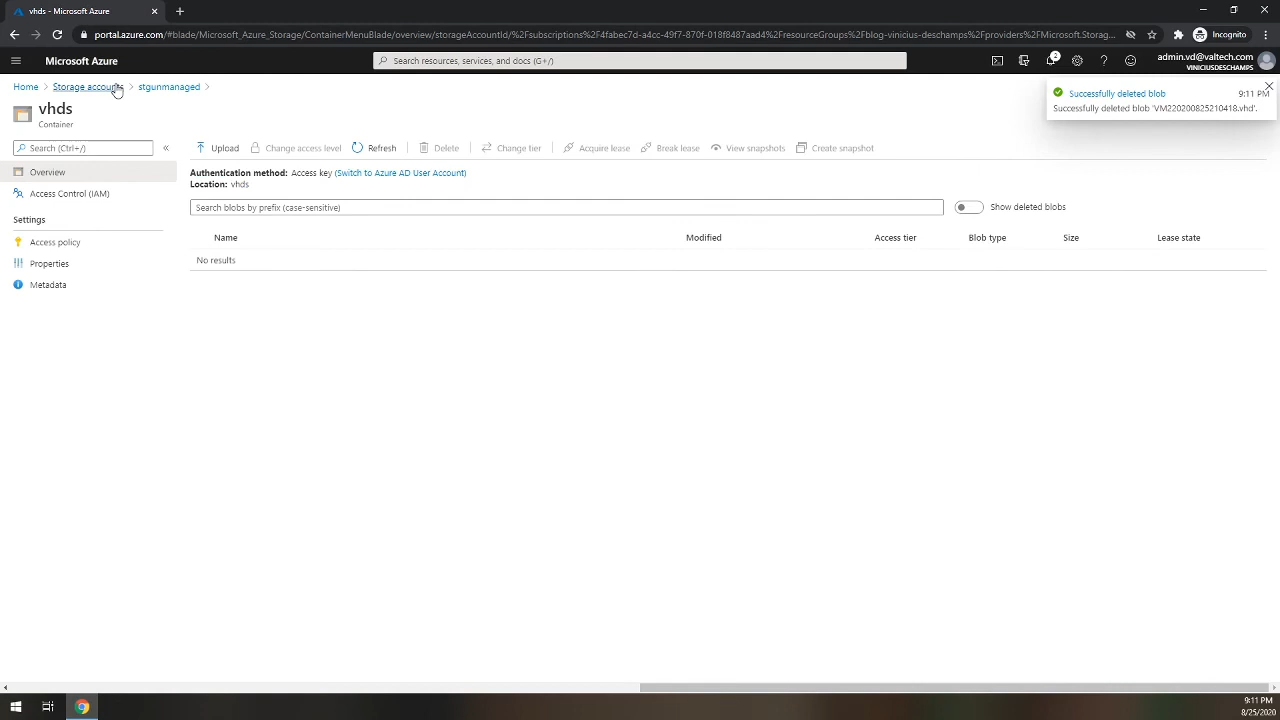 vhds - Microsoft Azure
portal.azure.com/#blade/Microsoft_Azure_Storage/ContainerMenuBlade/overview/storageAccountId/%2Fsubscriptions%2F4fabec7d-a4cc-49f7-870f-018f8487aad4%2FresourceGroups%2Fblog-vinicius-deschamps%2Fproviders%2FMicrosoft.Storag...
Incognito
Microsoft Azure
Search resources, services, and docs (G+/)
2
admin.vd@valtech.com
VINICIUSDESCHAMPS
Home > Storage accounts > stgunmanaged >
Successfully deleted blob 9:11 PM
Successfully deleted blob 'VM220200825210418.vhd'.
vhds
Container
Search (Ctrl+/) «
Upload Change access level Refresh Delete Change tier Acquire lease Break lease View snapshots Create snapshot
Overview
Access Control (IAM)
Settings
Access policy
Properties
Metadata
Authentication method: Access key (Switch to Azure AD User Account)
Location: vhds
Search blobs by prefix (case-sensitive)
Show deleted blobs
Name Modified Access tier Blob type Size Lease state
No results
9:11 PM
8/25/2020